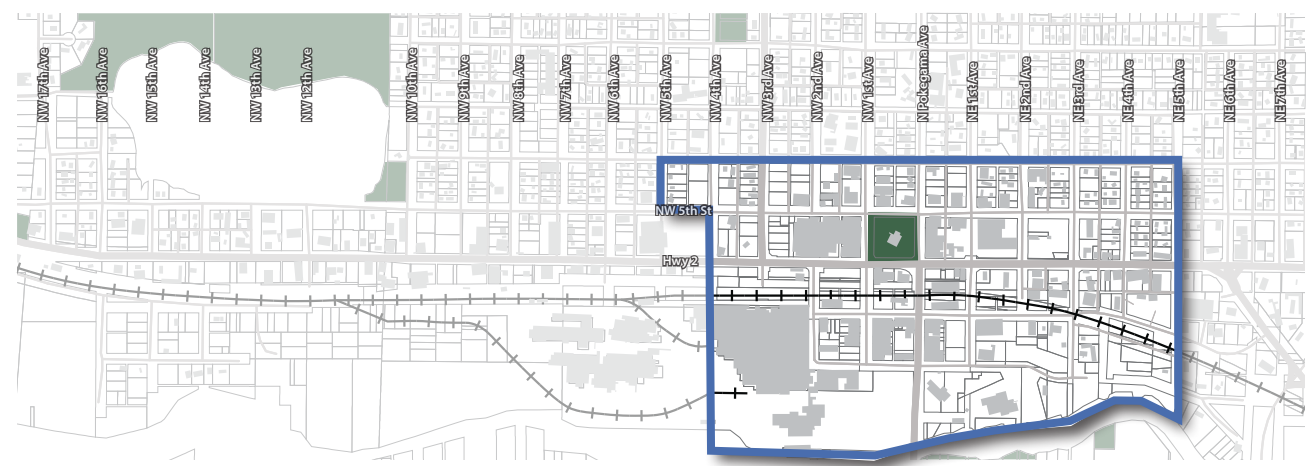 NW 17th Ave
NW 16th Ave
NW 15th Ave
NW 14th Ave
NW 13th Ave
NW 12th Ave
NW 10th Ave
NW 9th Ave
NW 8th Ave
NW 7th Ave
NW 6th Ave
NW 5th Ave
NW 4th Ave
NW 3rd Ave
NW 2nd Ave
NW 1st Ave
N Pokegama Ave
NE 1st Ave
NE 2nd Ave
NE 3rd Ave
NE 4th Ave
NE 5th Ave
NE 6th Ave
NE 7th Ave
NW 5th St
Hwy 2